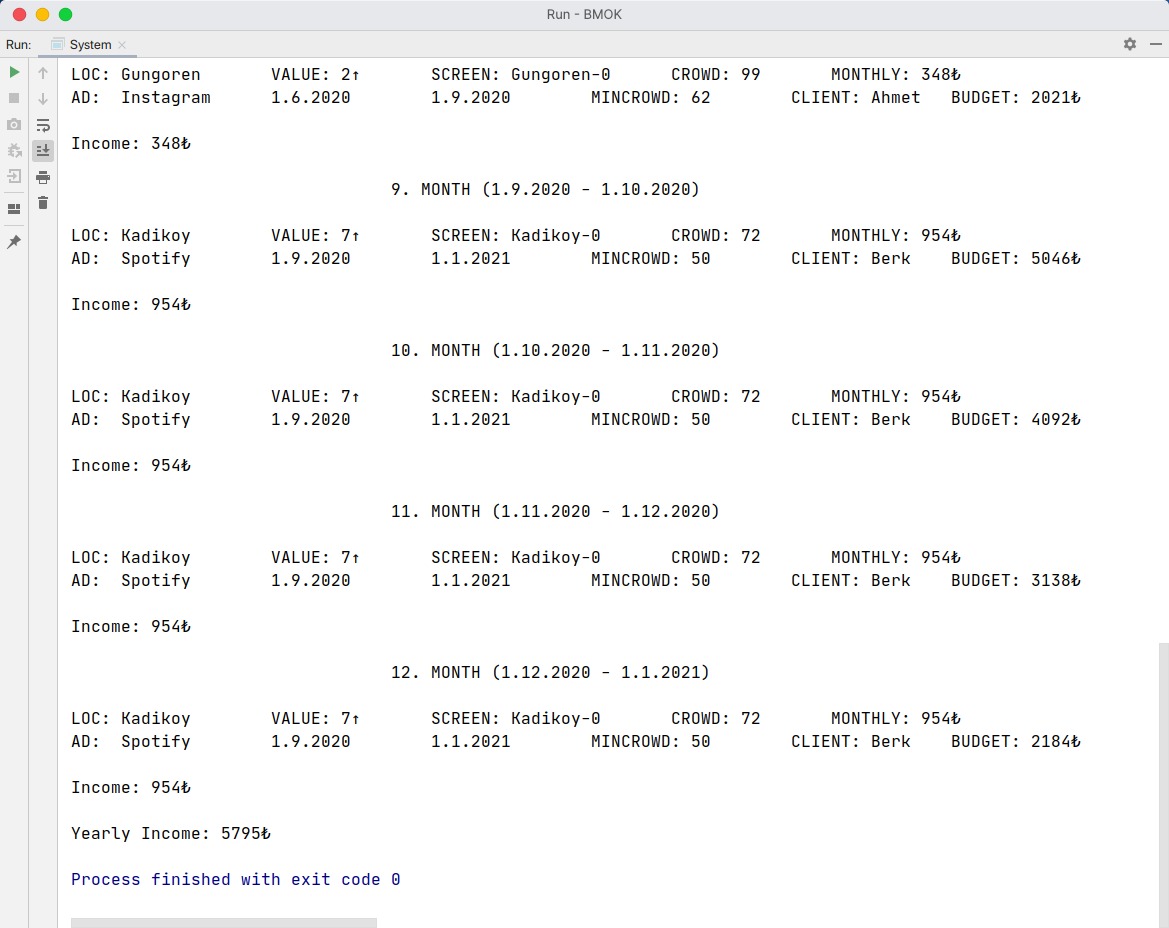 Run - BMOK
Run: System
LOC: Gungoren VALUE: 2↑ SCREEN: Gungoren-0 CROWD: 99 MONTHLY: 348₺
AD: Instagram 1.6.2020 1.9.2020 MINCROWD: 62 CLIENT: Ahmet BUDGET: 2021₺
Income: 348₺
9. MONTH (1.9.2020 - 1.10.2020)
LOC: Kadikoy VALUE: 7↑ SCREEN: Kadikoy-0 CROWD: 72 MONTHLY: 954₺
AD: Spotify 1.9.2020 1.1.2021 MINCROWD: 50 CLIENT: Berk BUDGET: 5046₺
Income: 954₺
10. MONTH (1.10.2020 - 1.11.2020)
LOC: Kadikoy VALUE: 7↑ SCREEN: Kadikoy-0 CROWD: 72 MONTHLY: 954₺
AD: Spotify 1.9.2020 1.1.2021 MINCROWD: 50 CLIENT: Berk BUDGET: 4092₺
Income: 954₺
11. MONTH (1.11.2020 - 1.12.2020)
LOC: Kadikoy VALUE: 7↑ SCREEN: Kadikoy-0 CROWD: 72 MONTHLY: 954₺
AD: Spotify 1.9.2020 1.1.2021 MINCROWD: 50 CLIENT: Berk BUDGET: 3138₺
Income: 954₺
12. MONTH (1.12.2020 - 1.1.2021)
LOC: Kadikoy VALUE: 7↑ SCREEN: Kadikoy-0 CROWD: 72 MONTHLY: 954₺
AD: Spotify 1.9.2020 1.1.2021 MINCROWD: 50 CLIENT: Berk BUDGET: 2184₺
Income: 954₺
Yearly Income: 5795₺
Process finished with exit code 0